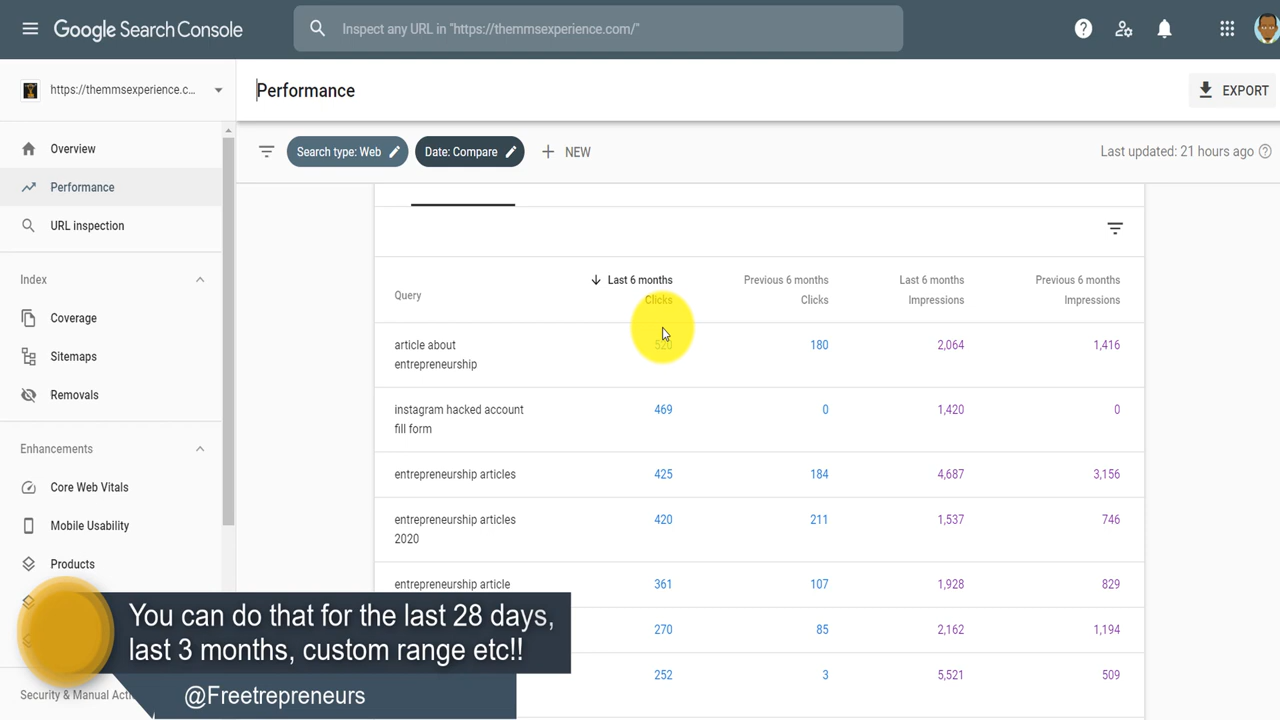 Google Search Console
Inspect any URL in "https://themmsexperience.com/"
https://themmsexperience.c...
Performance
EXPORT
Overview
Search type: Web
Date: Compare
NEW
Last updated: 21 hours ago
Performance
URL inspection
Index
Coverage
Sitemaps
Removals
Enhancements
Core Web Vitals
Mobile Usability
Products
Security & Manual Acti
Query
Last 6 months
Clicks
Previous 6 months
Clicks
Last 6 months
Impressions
Previous 6 months
Impressions
article about
entrepreneurship
520 180 2,064 1,416
instagram hacked account
fill form
469 0 1,420 0
entrepreneurship articles 425 184 4,687 3,156
entrepreneurship articles
2020
420 211 1,537 746
entrepreneurship article 361 107 1,928 829
270 85 2,162 1,194
252 3 5,521 509
You can do that for the last 28 days,
last 3 months, custom range etc!!
@Freetrepreneurs